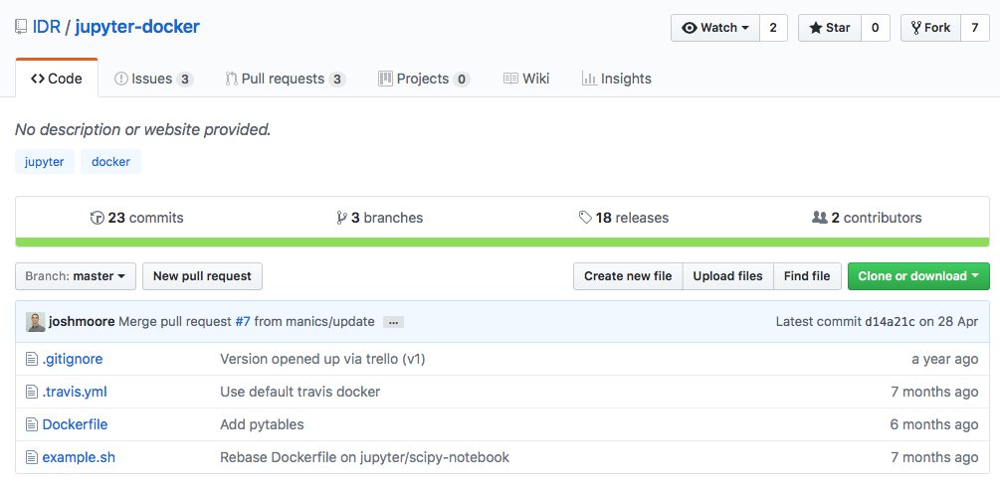 IDR / jupyter-docker Watch 2 Star 0 Fork 7
Code Issues 3 Pull requests 3 Projects 0 Wiki Insights
No description or website provided.
jupyter docker
23 commits 3 branches 18 releases 2 contributors
Branch: master New pull request Create new file Upload files Find file Clone or download
joshmoore Merge pull request #7 from manics/update ... Latest commit d14a21c on 28 Apr
.gitignore Version opened up via trello (v1) a year ago
.travis.yml Use default travis docker 7 months ago
Dockerfile Add pytables 6 months ago
example.sh Rebase Dockerfile on jupyter/scipy-notebook 7 months ago